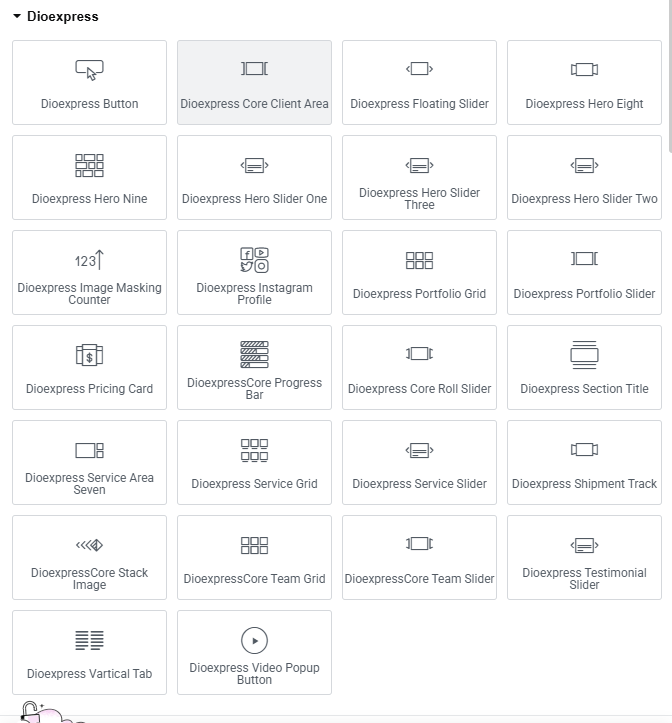 Dioexpress
Dioexpress Button
Dioexpress Core Client Area
Dioexpress Floating Slider
Dioexpress Hero Eight
Dioexpress Hero Nine
Dioexpress Hero Slider One
Dioexpress Hero Slider
Three
Dioexpress Hero Slider Two
123
Dioexpress Image Masking
Counter
Dioexpress Instagram
Profile
Dioexpress Portfolio Grid
Dioexpress Portfolio Slider
$
Dioexpress Pricing Card
DioexpressCore Progress
Bar
Dioexpress Core Roll Slider
Dioexpress Section Title
Dioexpress Service Area
Seven
Dioexpress Service Grid
Dioexpress Service Slider
Dioexpress Shipment Track
DioexpressCore Stack
Image
DioexpressCore Team Grid
DioexpressCore Team Slider
Dioexpress Testimonial
Slider
Dioexpress Vartical Tab
Dioexpress Video Popup
Button